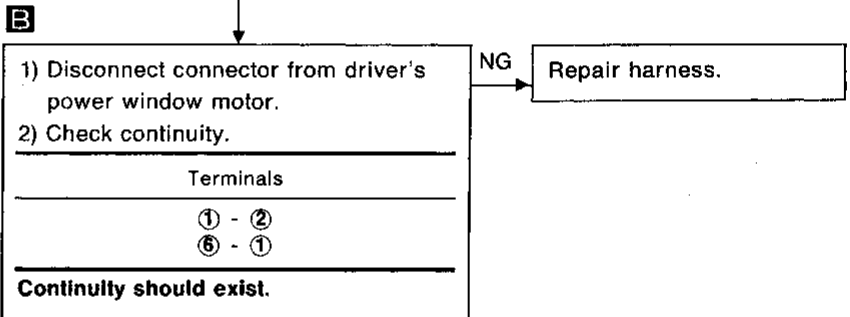 B
1) Disconnect connector from driver's
power window motor.
2) Check continuity.
Terminals
① - ②
⑥ - ①
Continuity should exist.
NG
Repair harness.